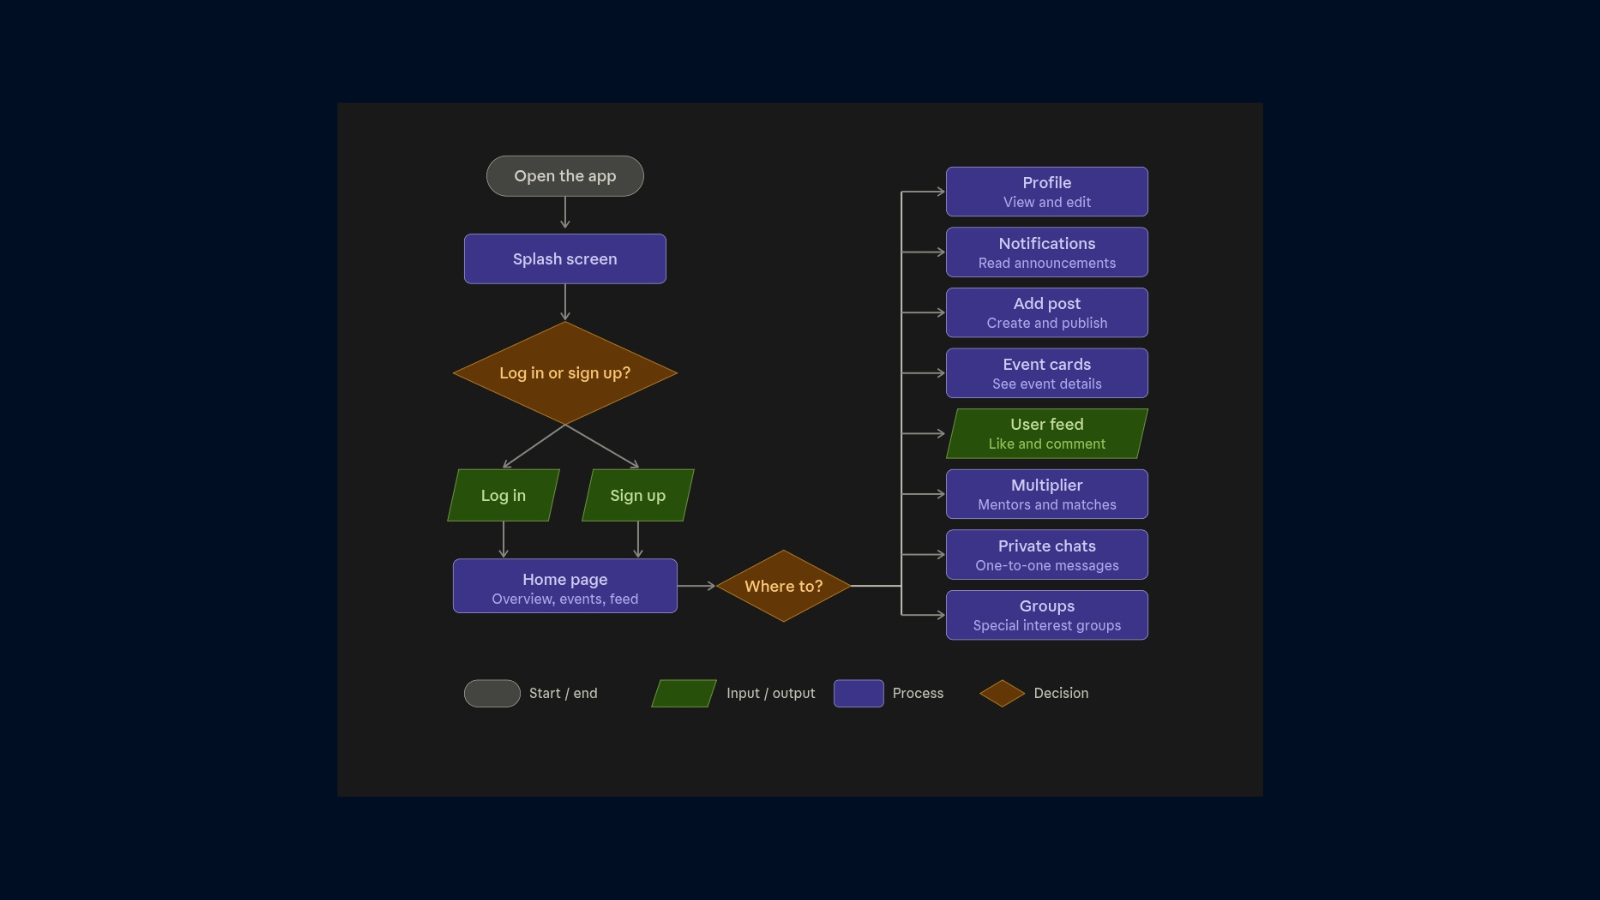 Open the app
Splash screen
Log in or sign up?
Log in
Sign up
Home page
Overview, events, feed
Where to?
Profile
View and edit
Notifications
Read announcements
Add post
Create and publish
Event cards
See event details
User feed
Like and comment
Multiplier
Mentors and matches
Private chats
One-to-one messages
Groups
Special interest groups
Start / end
Input / output
Process
Decision